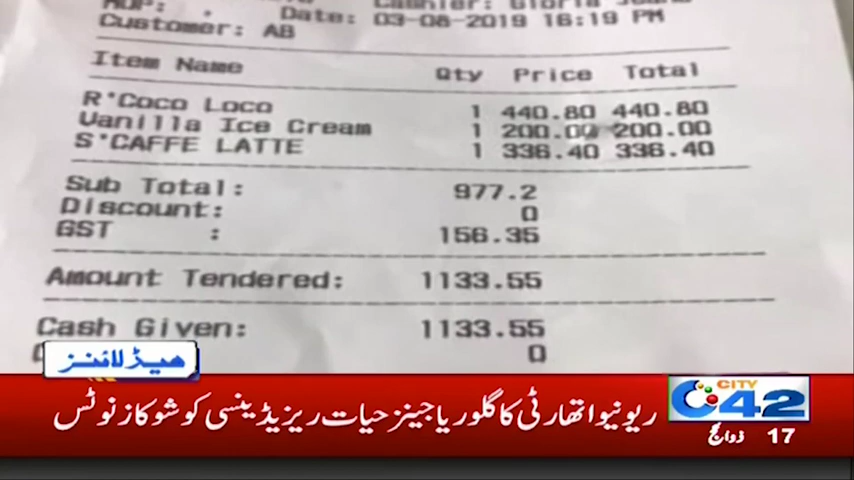 Date: 03-08-2019 16:19 PM
Customer: AB
Item Name Qty Price Total
R*Coco Loco 1 440.80 440.80
Vanilla Ice Cream 1 200.00 200.00
S*CAFFE LATTE 1 336.40 336.40
Sub Total: 977.2
Discount: 0
GST : 156.35
Amount Tendered: 1133.55
Cash Given: 1133.55
0
ہیڈ لائنز
ریونیو اتھارٹی کا گلوریا جینز حیات ریزیڈینسی کو شوکاز نوٹس
CITY 42
17 ذوالحج